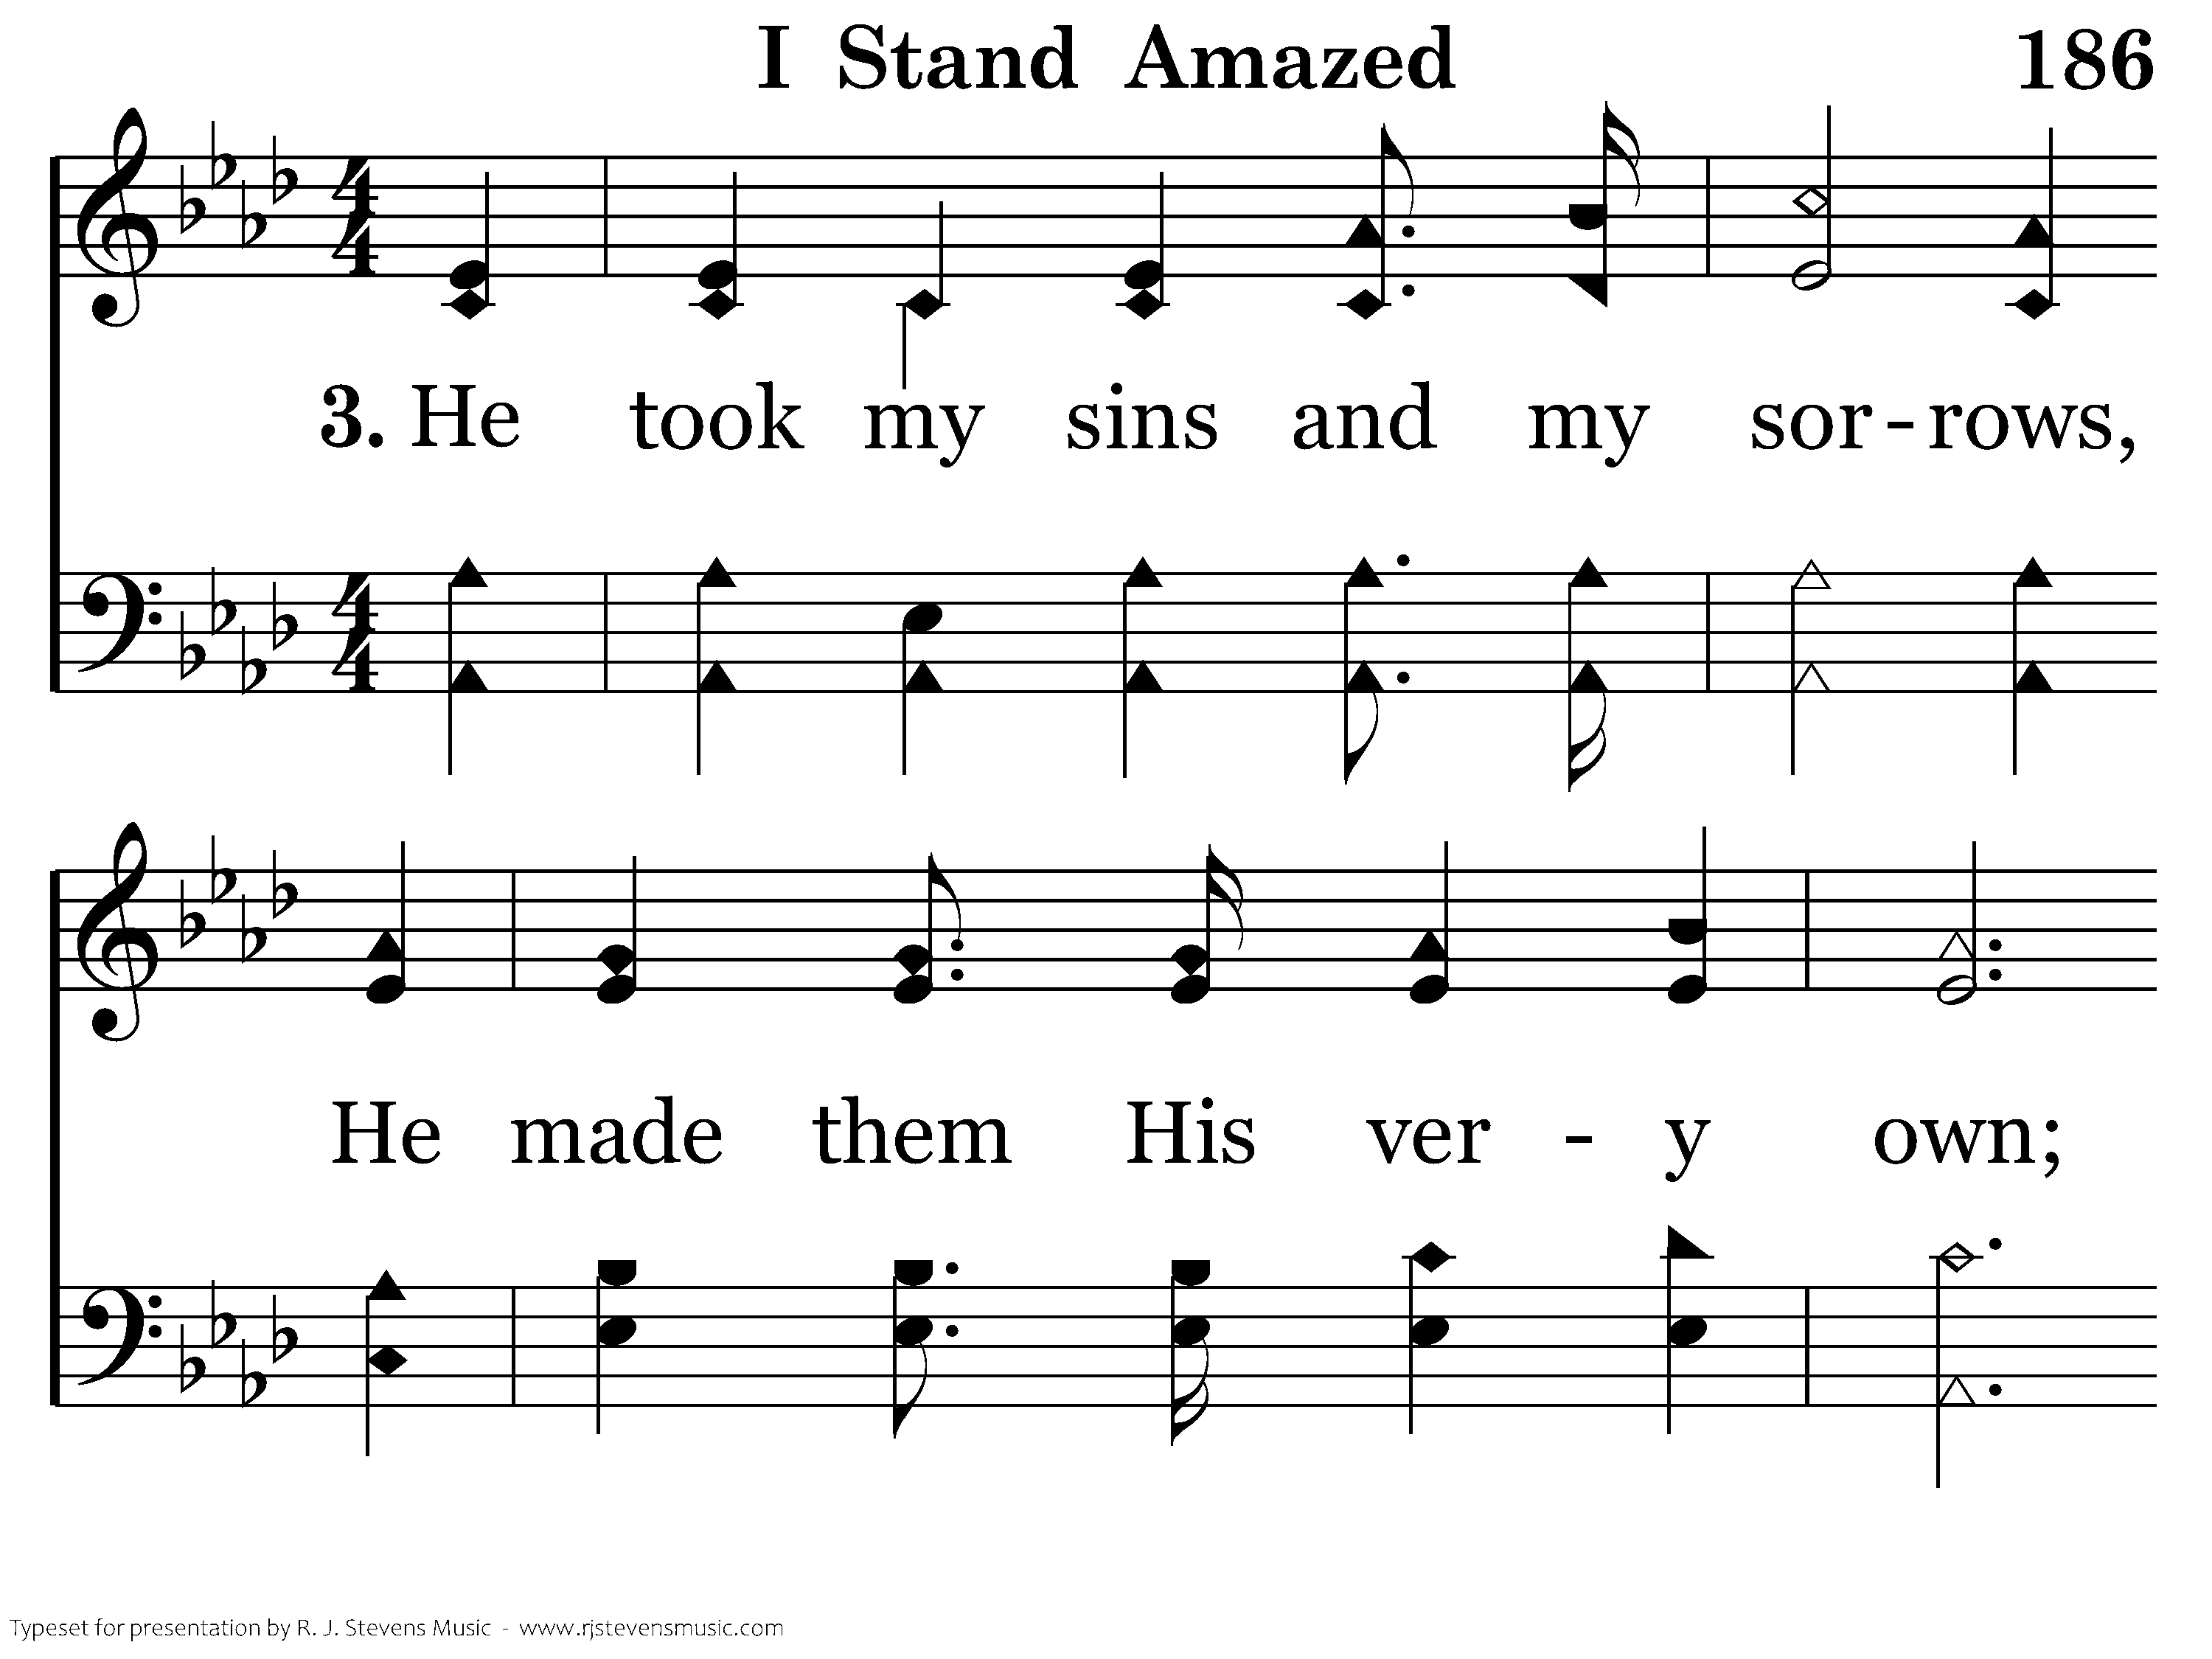 I Stand Amazed 186
3. He took my sins and my sor-rows,
He made them His ver - y own;
Typeset for presentation by R. J. Stevens Music - www.rjstevensmusic.com